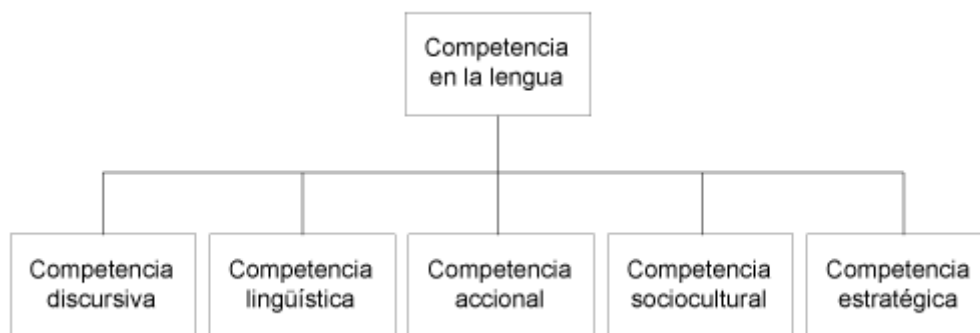 Competencia
en la lengua
Competencia
discursiva
Competencia
lingüística
Competencia
accional
Competencia
sociocultural
Competencia
estratégica